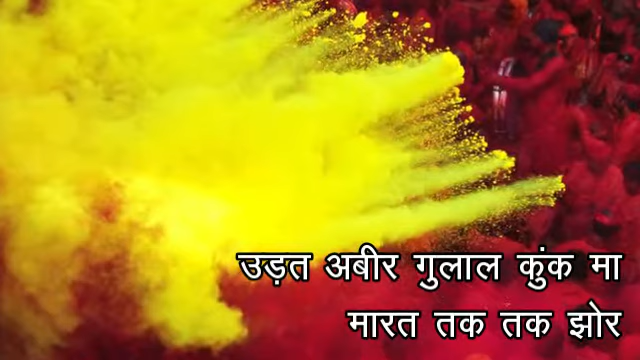 उड़त अबीर गुलाल कुंक मा
मारत तक तक झोर